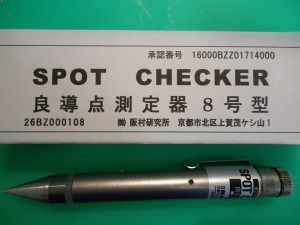 承認番号 16000BZZ01714000
SPOT CHECKER
良導点測定器 8号型
26BZ000108 ㈱ 阪村研究所 京都市北区上賀茂ケシ山1
SPOT